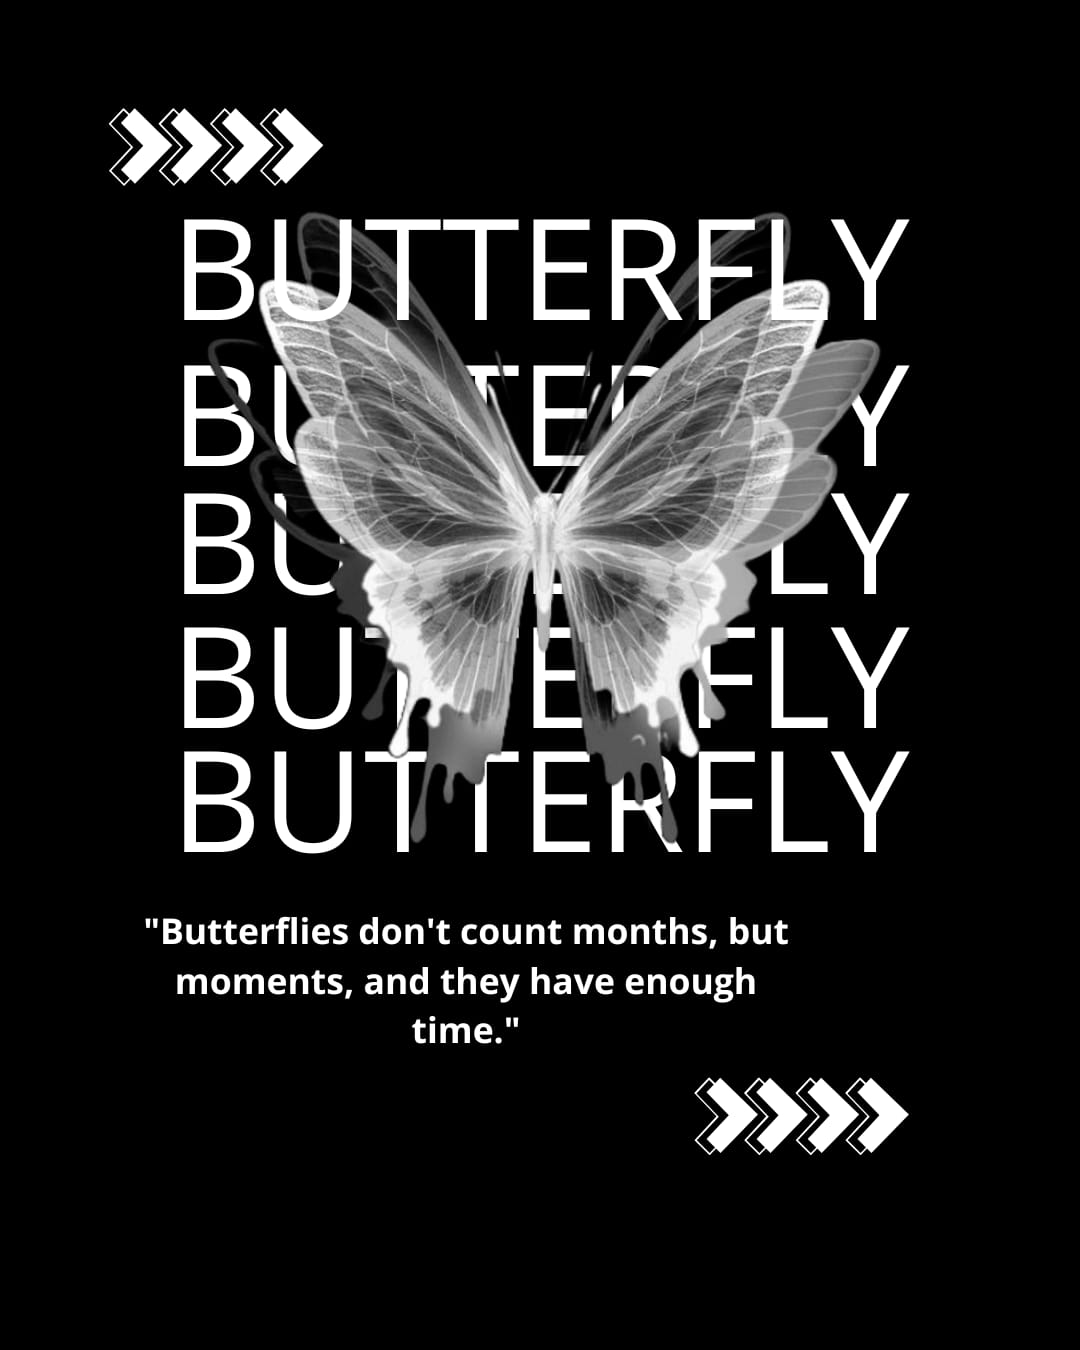 BUTTERFLY
BUTTERFLY
BUTTERFLY
BUTTERFLY
BUTTERFLY
"Butterflies don't count months, but
moments, and they have enough
time."